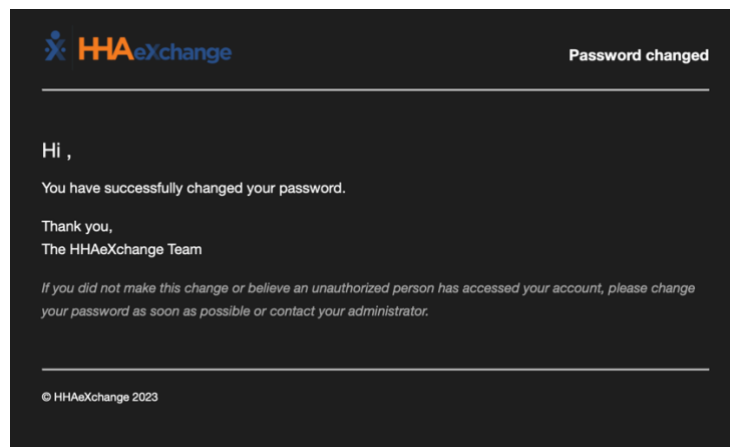 HHAeXchange
Password changed
Hi ,
You have successfully changed your password.
Thank you,
The HHAeXchange Team
If you did not make this change or believe an unauthorized person has accessed your account, please change
your password as soon as possible or contact your administrator.
© HHAeXchange 2023